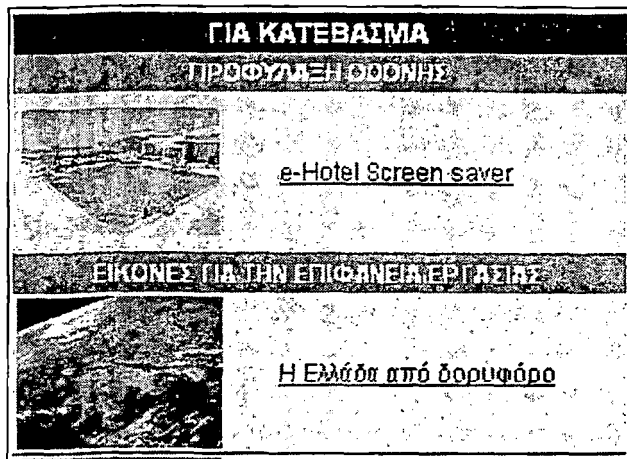 ΓΙΑ ΚΑΤΕΒΑΣΜΑ
ΠΡΟΦΥΛΑΞΗ ΟΘΟΝΗΣ
e-Hotel Screen saver
ΕΙΚΟΝΕΣ ΓΙΑ ΤΗΝ ΕΠΙΦΑΝΕΙΑ ΕΡΓΑΣΙΑΣ
Η Ελλάδα από δορυφόρο